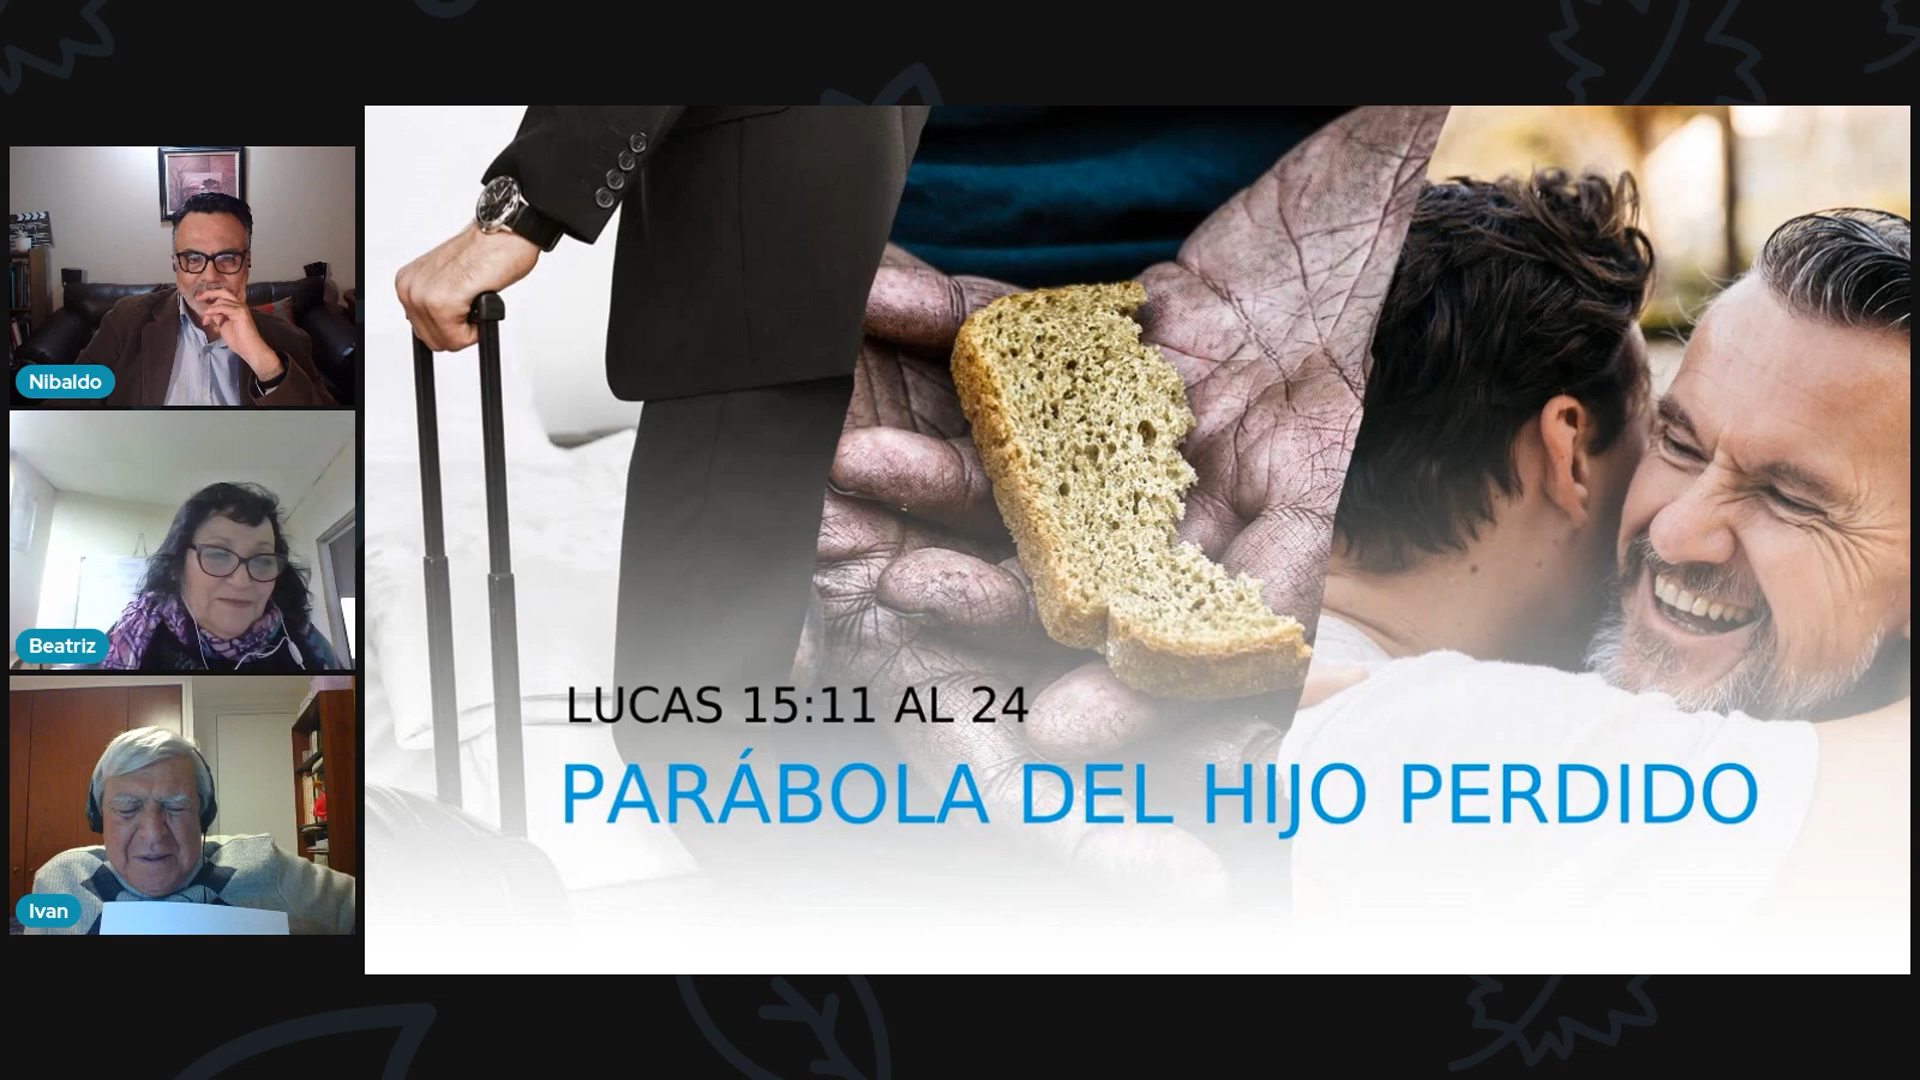 Nibaldo
Beatriz
Ivan
LUCAS 15:11 AL 24
PARÁBOLA DEL HIJO PERDIDO